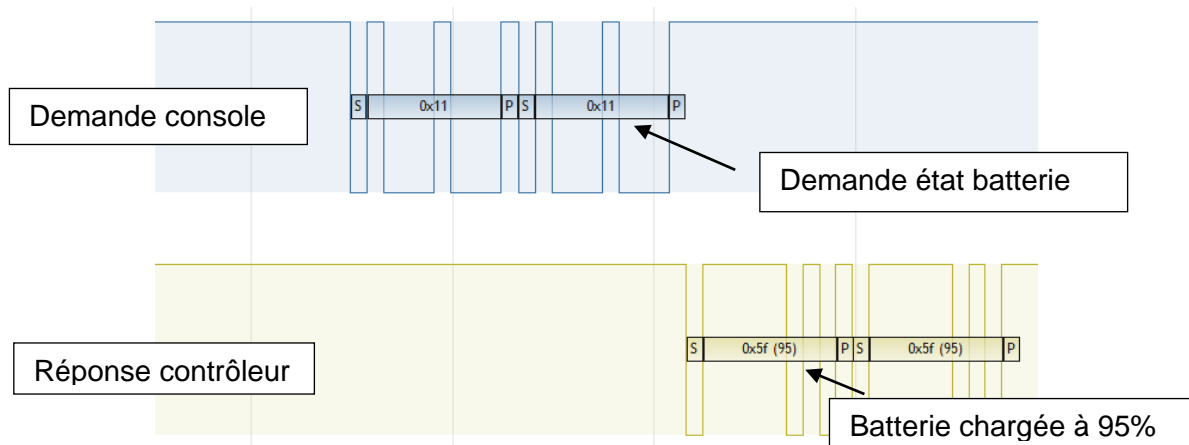 S 0x11 P S 0x11 P
Demande console
Demande état batterie
S 0x5f (95) P S 0x5f (95) P
Réponse contrôleur
Batterie chargée à 95%